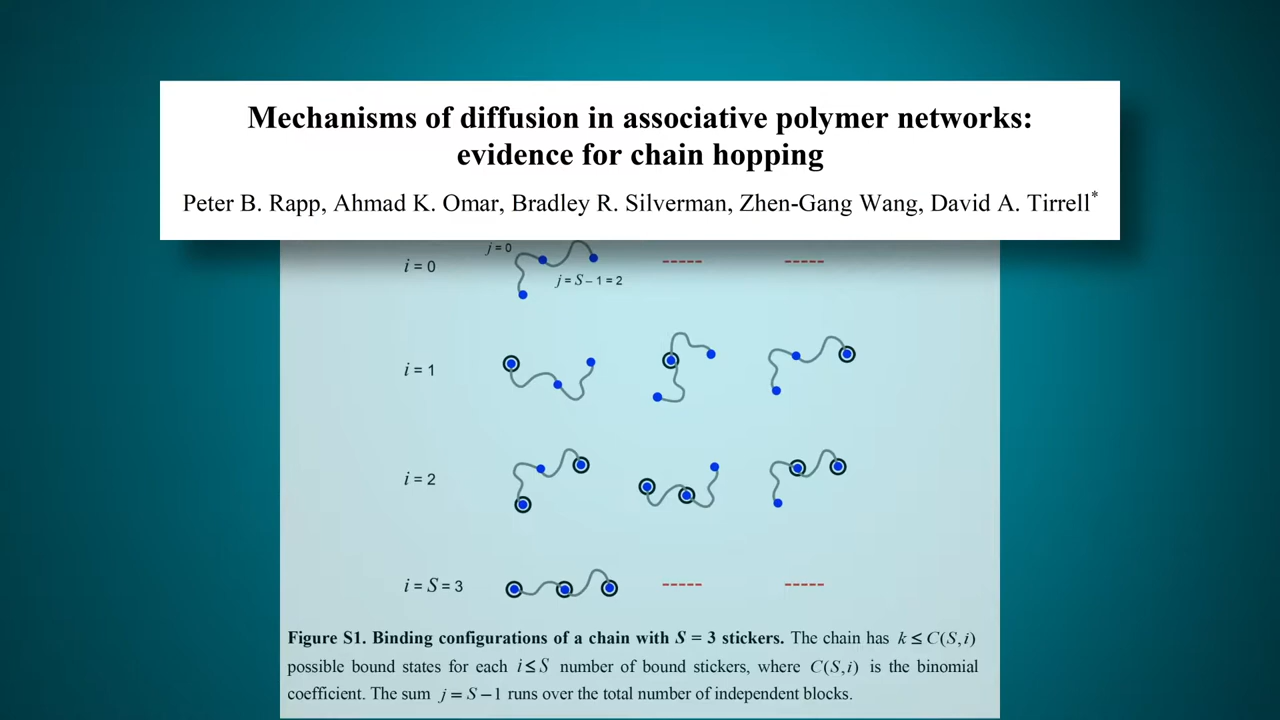 Mechanisms of diffusion in associative polymer networks:
evidence for chain hopping
Peter B. Rapp, Ahmad K. Omar, Bradley R. Silverman, Zhen-Gang Wang, David A. Tirrell*
j = 0
i = 0
j = S – 1 = 2
i = 1
i = 2
i = S = 3
Figure S1. Binding configurations of a chain with S = 3 stickers. The chain has k ≤ C(S,i)
possible bound states for each i ≤ S number of bound stickers, where C(S,i) is the binomial
coefficient. The sum j = S − 1 runs over the total number of independent blocks.